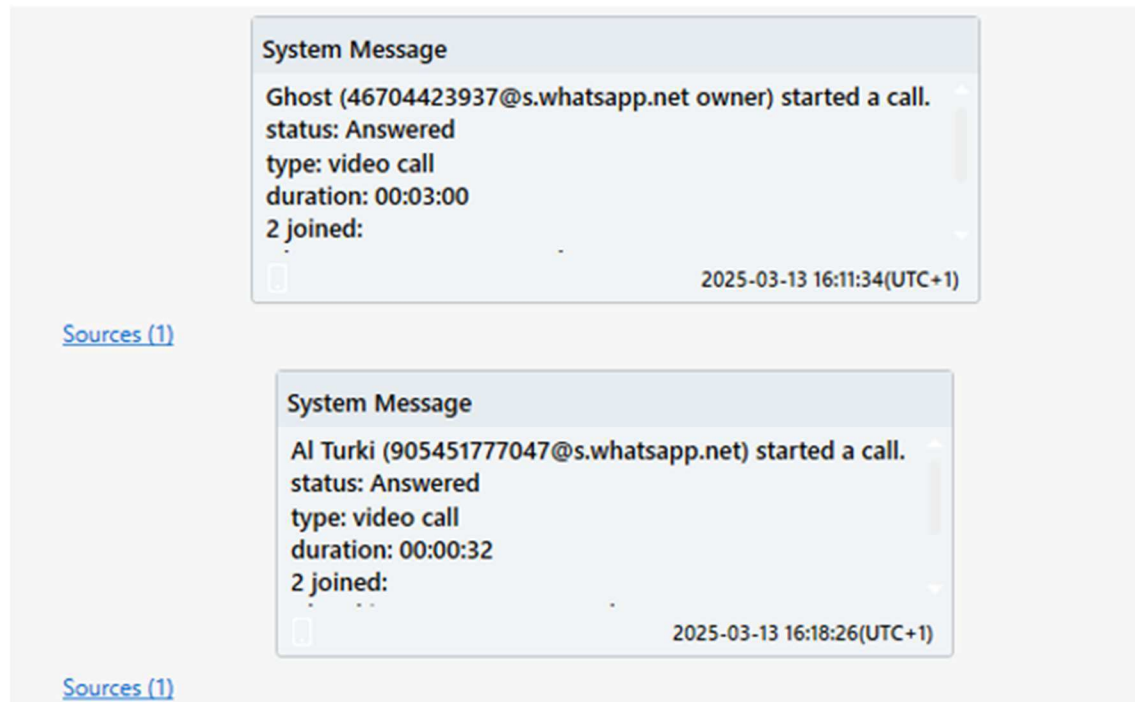 System Message
Ghost (46704423937@s.whatsapp.net owner) started a call.
status: Answered
type: video call
duration: 00:03:00
2 joined:
2025-03-13 16:11:34(UTC+1)
Sources (1)
System Message
Al Turki (905451777047@s.whatsapp.net) started a call.
status: Answered
type: video call
duration: 00:00:32
2 joined:
2025-03-13 16:18:26(UTC+1)
Sources (1)